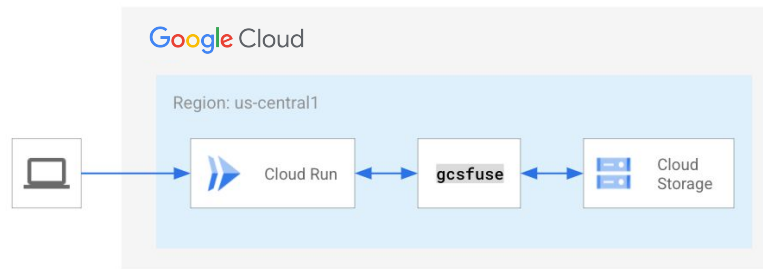 Google Cloud
Region: us-central1
Cloud Run
gcsfuse
Cloud
Storage